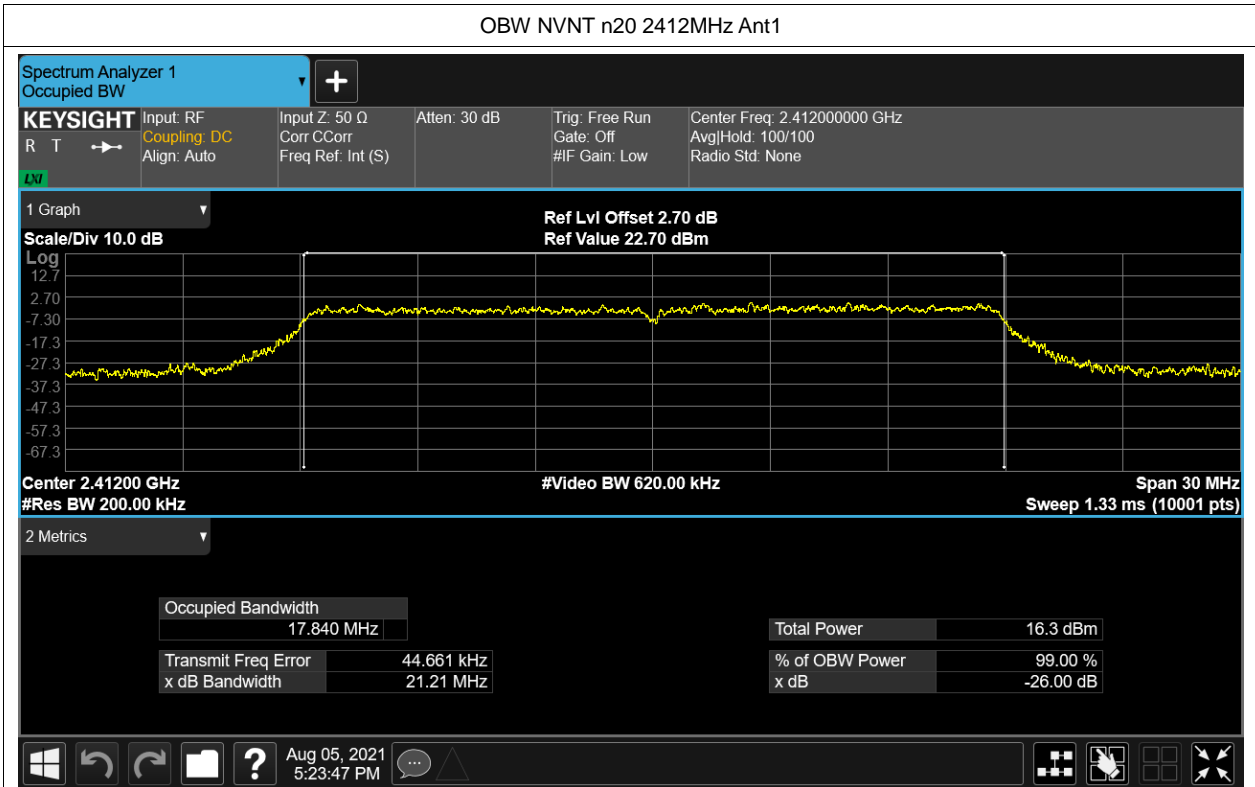 OBW NVNT n20 2412MHz Ant1
Spectrum Analyzer 1
Occupied BW
KEYSIGHT
R T
LXI
Input: RF
Coupling: DC
Align: Auto
Input Z: 50 Ω
Corr CCorr
Freq Ref: Int (S)
Atten: 30 dB
Trig: Free Run
Gate: Off
#IF Gain: Low
Center Freq: 2.412000000 GHz
Avg|Hold: 100/100
Radio Std: None
1 Graph
Scale/Div 10.0 dB
Ref Lvl Offset 2.70 dB
Ref Value 22.70 dBm
Log
12.7
2.70
-7.30
-17.3
-27.3
-37.3
-47.3
-57.3
-67.3
Center 2.41200 GHz
#Res BW 200.00 kHz
#Video BW 620.00 kHz
Span 30 MHz
Sweep 1.33 ms (10001 pts)
2 Metrics
Occupied Bandwidth
17.840 MHz
Transmit Freq Error 44.661 kHz
x dB Bandwidth 21.21 MHz
Total Power 16.3 dBm
% of OBW Power 99.00 %
x dB -26.00 dB
?
Aug 05, 2021
5:23:47 PM